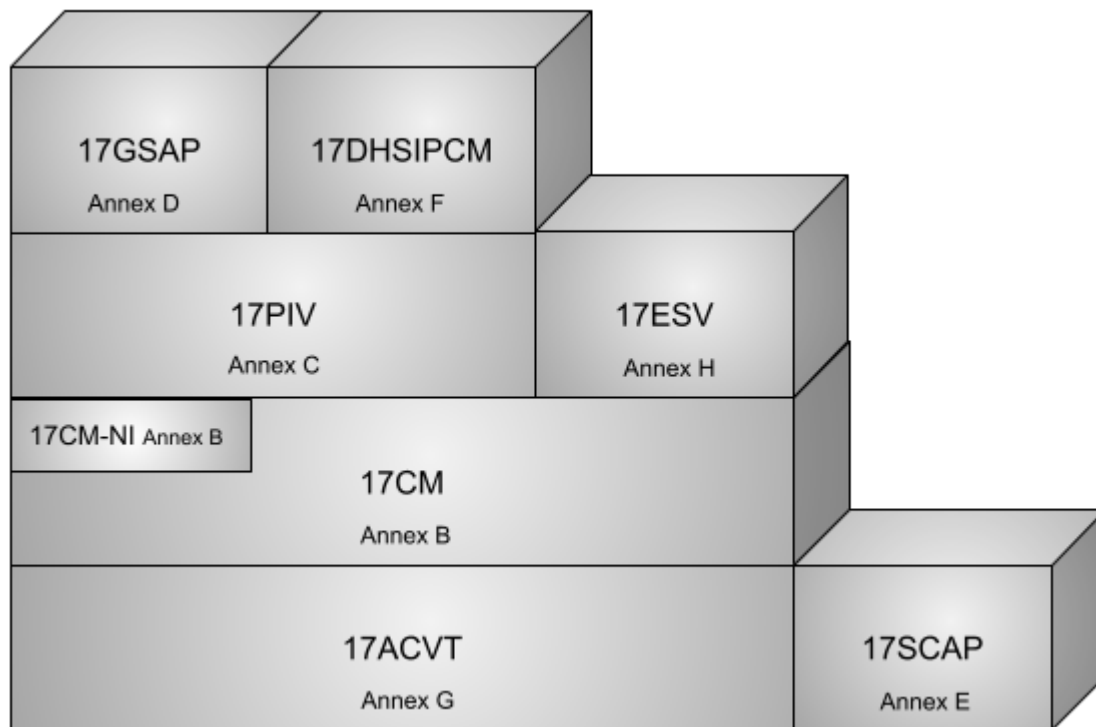 17GSAP
Annex D
17DHSIPCM
Annex F
17PIV
Annex C
17ESV
Annex H
17CM-NI Annex B
17CM
Annex B
17ACVT
Annex G
17SCAP
Annex E